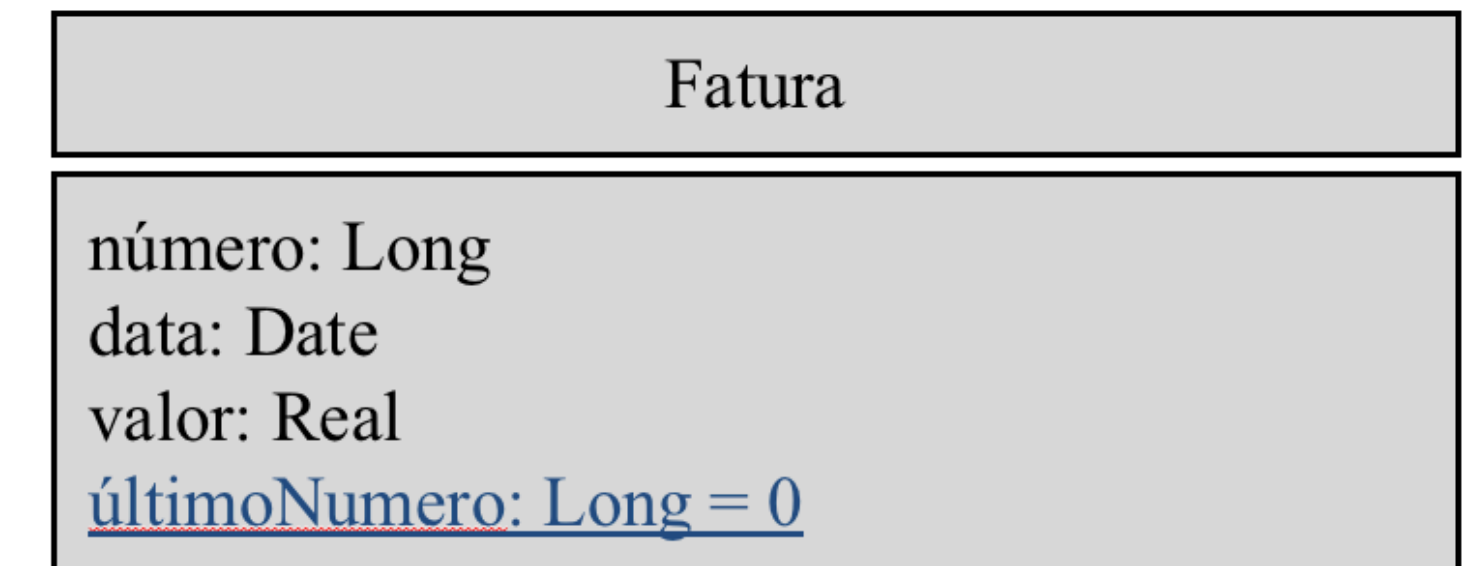 Fatura
número: Long
data: Date
valor: Real
últimoNumero: Long = 0